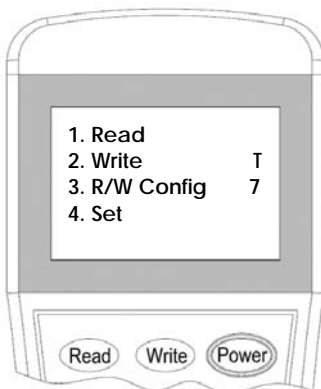 1. Read
2. Write T
3. R/W Config 7
4. Set
Read Write Power